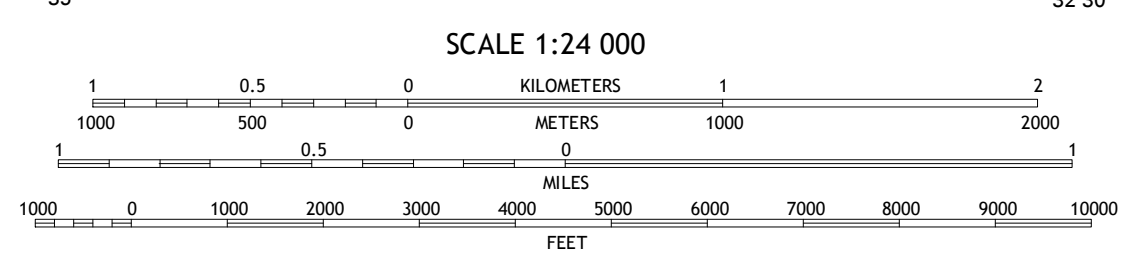 SCALE 1:24 000
1 0.5 0 KILOMETERS 1 2
1000 500 0 METERS 1000 2000
1 0.5 0 1
MILES
1000 0 1000 2000 3000 4000 5000 6000 7000 8000 9000 10000
FEET